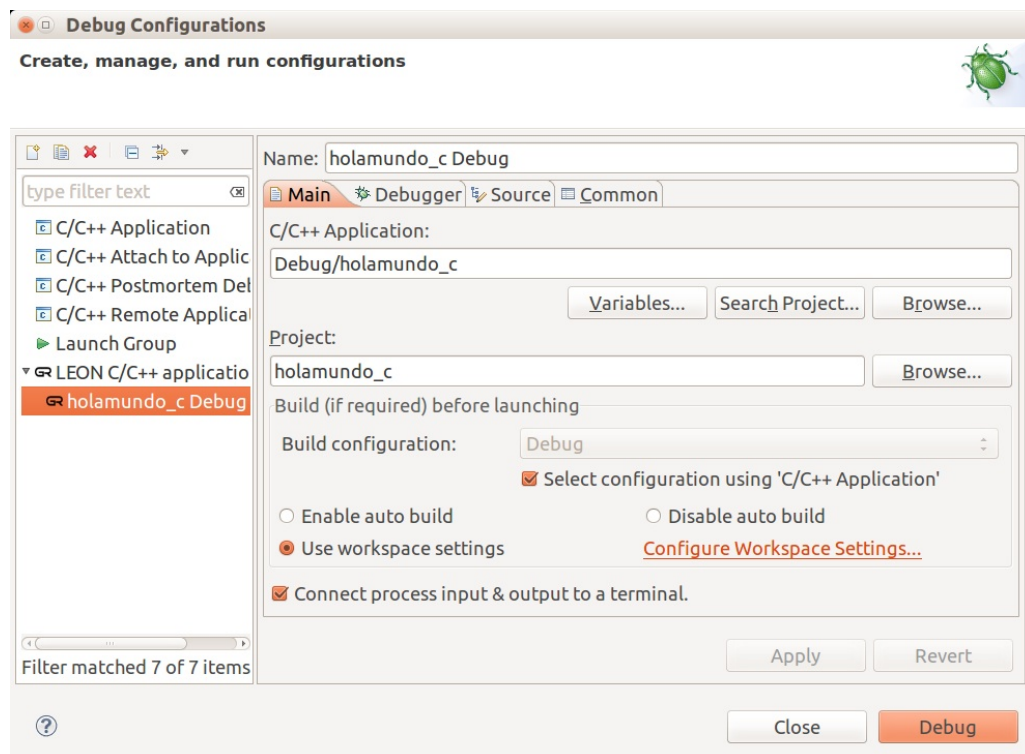 Debug Configurations
Create, manage, and run configurations
type filter text
C/C++ Application
C/C++ Attach to Applic
C/C++ Postmortem Del
C/C++ Remote Applica
Launch Group
LEON C/C++ applicatio
holamundo_c Debug
Filter matched 7 of 7 items
Name: holamundo_c Debug
Main Debugger Source Common
C/C++ Application:
Debug/holamundo_c
Variables... Search Project... Browse...
Project:
holamundo_c Browse...
Build (if required) before launching
Build configuration: Debug
Select configuration using 'C/C++ Application'
Enable auto build Disable auto build
Use workspace settings Configure Workspace Settings...
Connect process input & output to a terminal.
Apply Revert
Close Debug